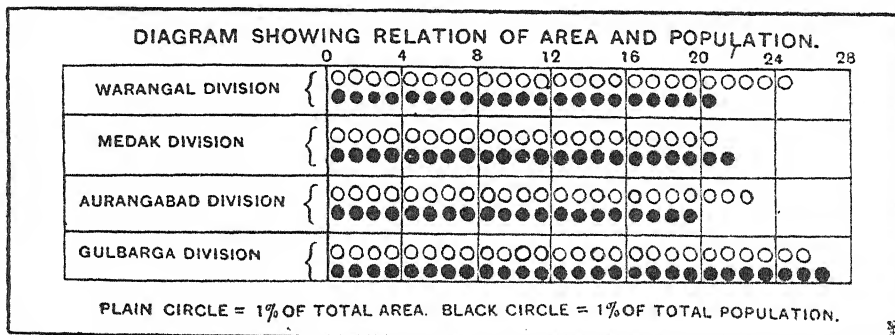 DIAGRAM SHOWING RELATION OF AREA AND POPULATION.
0 4 8 12 16 20 24 28
WARANGAL DIVISION
MEDAK DIVISION
AURANGABAD DIVISION
GULBARGA DIVISION
PLAIN CIRCLE = 1% OF TOTAL AREA. BLACK CIRCLE = 1% OF TOTAL POPULATION.